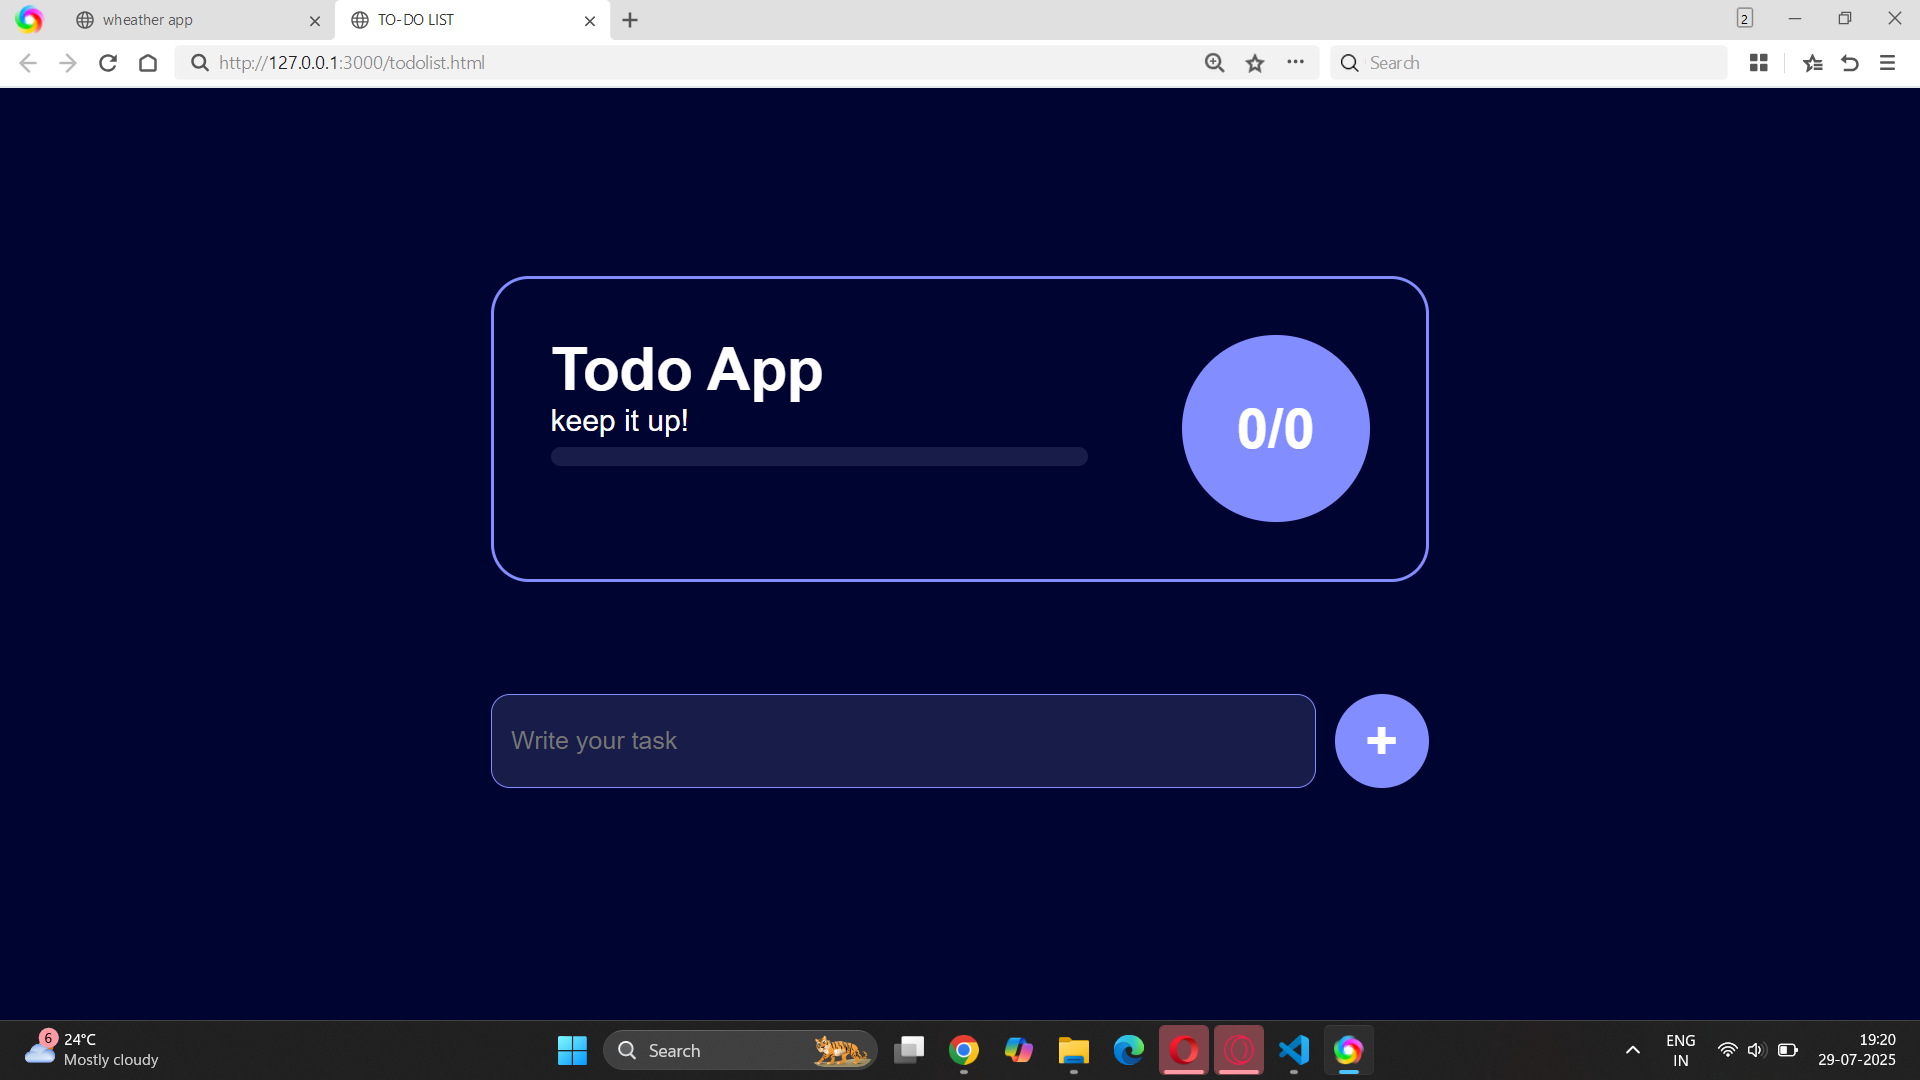 wheather app
TO-DO LIST
2
http://127.0.0.1:3000/todolist.html
Search
Todo App
keep it up!
0/0
Write your task
+
6
24°C
Mostly cloudy
Search
ENG
IN
19:20
29-07-2025